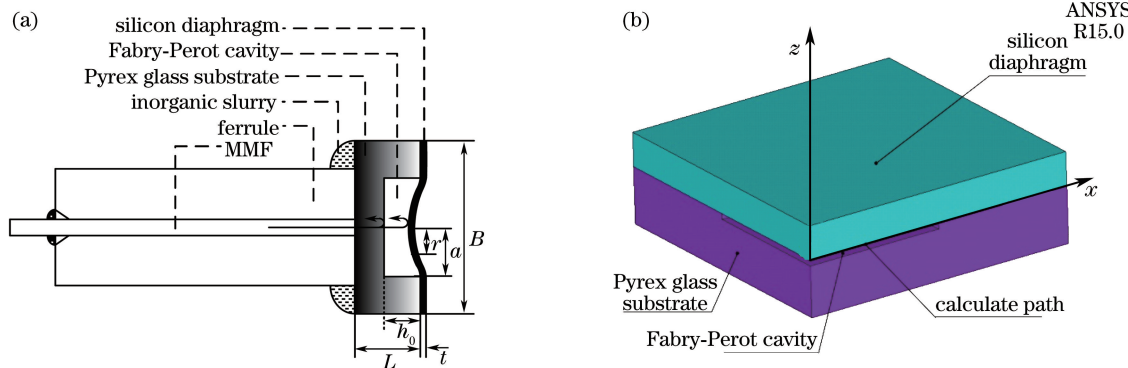 (a)
silicon diaphragm
Fabry-Perot cavity
Pyrex glass substrate
inorganic slurry
ferrule
MMF
r
a
B
h₀
L
t
(b)
ANSYS
R15.0
z
silicon
diaphragm
x
Pyrex glass
substrate
calculate path
Fabry-Perot cavity